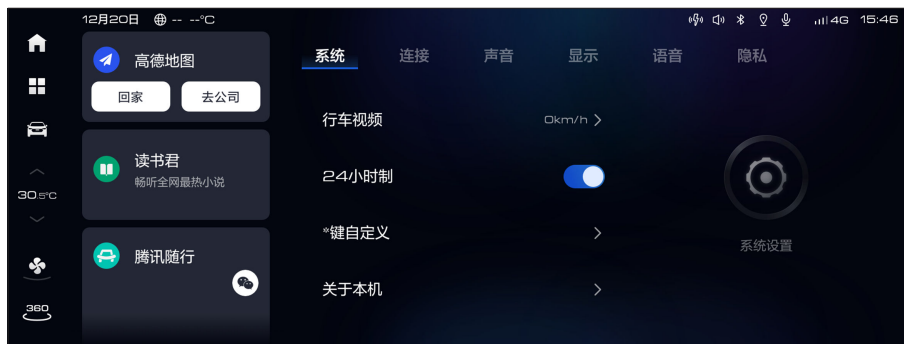 12月20日 -- --°C
4G 15:46
高德地图
回家 去公司
读书君
畅听全网最热小说
腾讯随行
30.5°C
360
系统 连接 声音 显示 语音 隐私
行车视频 0km/h
24小时制
*键自定义
关于本机
系统设置